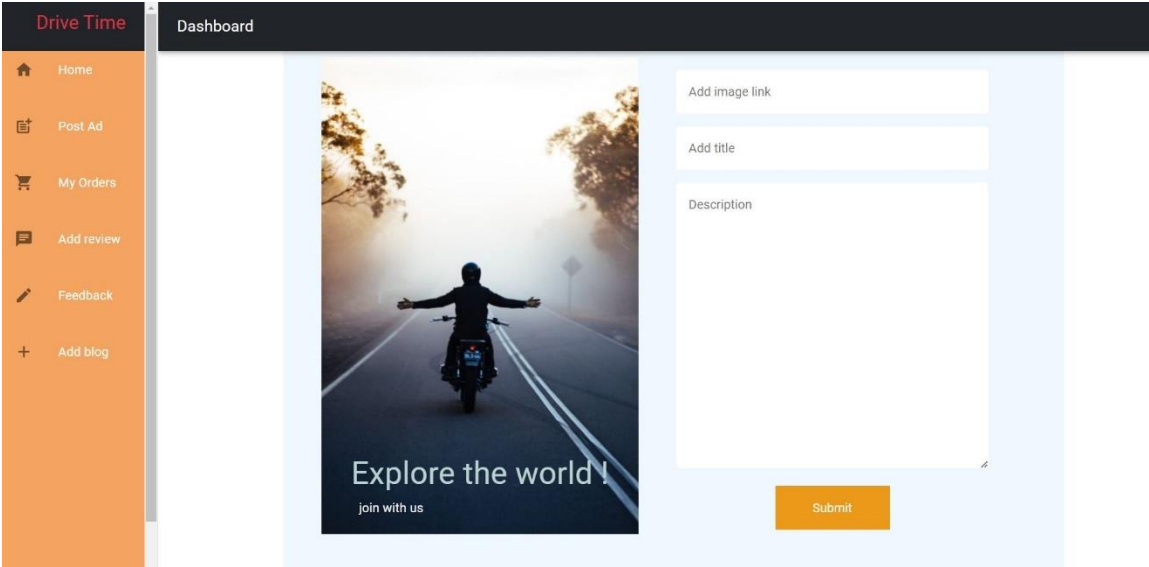 Drive Time
Dashboard
Home
Post Ad
My Orders
Add review
Feedback
Add blog
Explore the world !
join with us
Add image link
Add title
Description
Submit